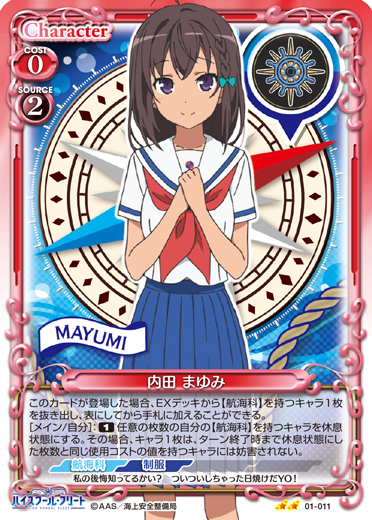 Character
COST
0
SOURCE
2
MAYUMI
内田 まゆみ
このカードが登場した場合、EXデッキから【航海科】を持つキャラ1枚
を抜き出し、表にしてから手札に加えることができる。
[メイン/自分]：1 任意の枚数の自分の【航海科】を持つキャラを休息
状態にする。その場合、キャラ1枚は、ターン終了時まで休息状態にし
た枚数と同じ使用コストの値を持つキャラには妨害されない。
航海科 制服
私の後悔知ってるかい？ ついついしちゃった日焼けだYO！
ハイスクール・フリート
©AAS／海上安全整備局
01-011